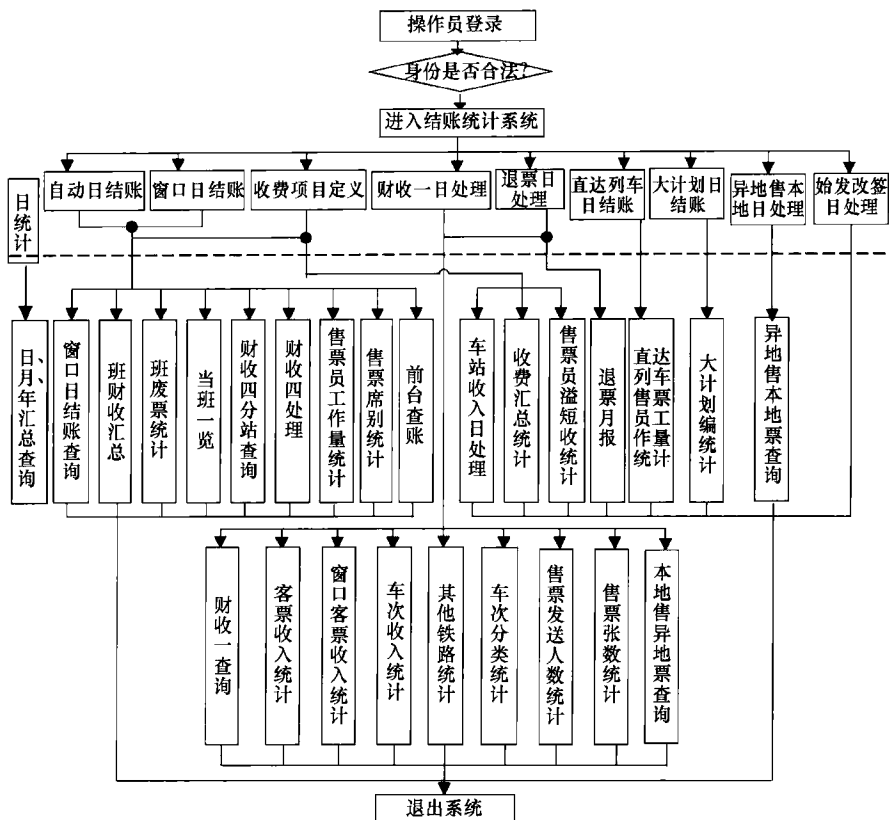 操作员登录
身份是否合法?
进入结账统计系统
日统计
自动日结账
窗口日结账
收费项目定义
财收一日处理
退票日
处理
直达列车
日结账
大计划日
结账
异地售本
地日处理
始发改签
日处理
日、月、年汇总查询
窗口日结账查询
班财收汇总
班废票统计
当班一览
财收四分站查询
财收四处理
售票员工作量统计
售票席别统计
前台查账
车站收入日处理
收费汇总统计
售票员溢短收统计
退票月报
直达列车售票员工作量统计
大计划编统计
异地售本地票查询
财收一查询
客票收入统计
窗口客票收入统计
车次收入统计
其他铁路统计
车次分类统计
售票发送人数统计
售票张数统计
本地售异地票查询
退出系统